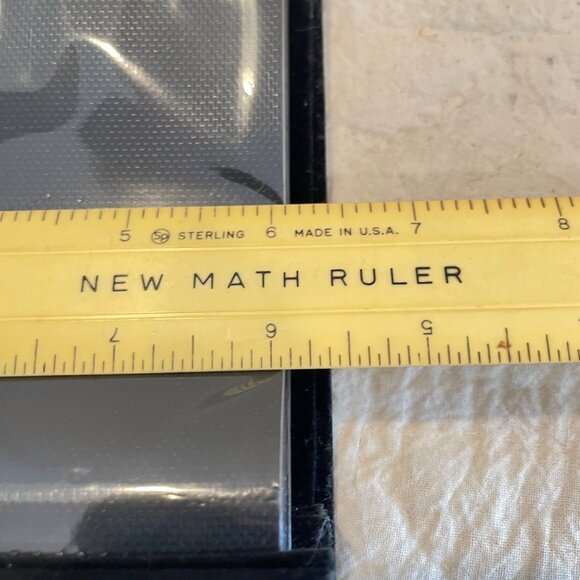 5 Sp STERLING 6 MADE IN U.S.A. 7 8
NEW MATH RULER
7 6 5